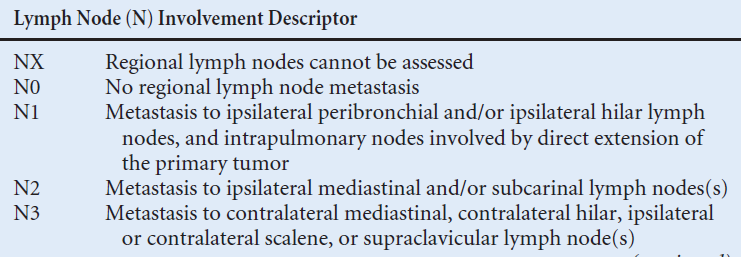 Lymph Node (N) Involvement Descriptor
NX Regional lymph nodes cannot be assessed
N0 No regional lymph node metastasis
N1 Metastasis to ipsilateral peribronchial and/or ipsilateral hilar lymph
nodes, and intrapulmonary nodes involved by direct extension of
the primary tumor
N2 Metastasis to ipsilateral mediastinal and/or subcarinal lymph nodes(s)
N3 Metastasis to contralateral mediastinal, contralateral hilar, ipsilateral
or contralateral scalene, or supraclavicular lymph node(s)